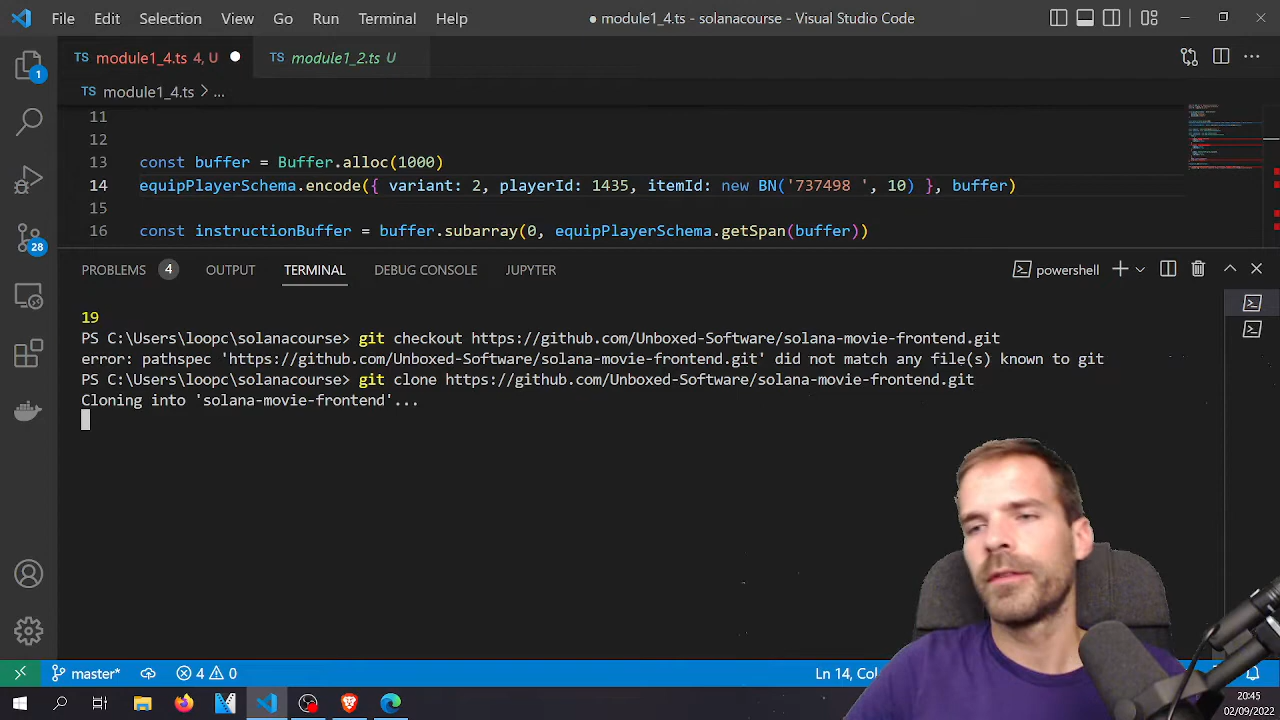 File Edit Selection View Go Run Terminal Help
● module1_4.ts - solanacourse - Visual Studio Code
TS module1_4.ts 4, U
TS module1_2.ts U
module1_4.ts > ...
1
28
11
12
13 const buffer = Buffer.alloc(1000)
14 equipPlayerSchema.encode({ variant: 2, playerId: 1435, itemId: new BN('737498 ', 10) }, buffer)
15
16 const instructionBuffer = buffer.subarray(0, equipPlayerSchema.getSpan(buffer))
PROBLEMS 4 OUTPUT TERMINAL DEBUG CONSOLE JUPYTER
powershell
19
PS C:\Users\loopc\solanacourse> git checkout https://github.com/Unboxed-Software/solana-movie-frontend.git
error: pathspec 'https://github.com/Unboxed-Software/solana-movie-frontend.git' did not match any file(s) known to git
PS C:\Users\loopc\solanacourse> git clone https://github.com/Unboxed-Software/solana-movie-frontend.git
Cloning into 'solana-movie-frontend'...
master* 4 0 Ln 14, Col
20:45
02/09/2022